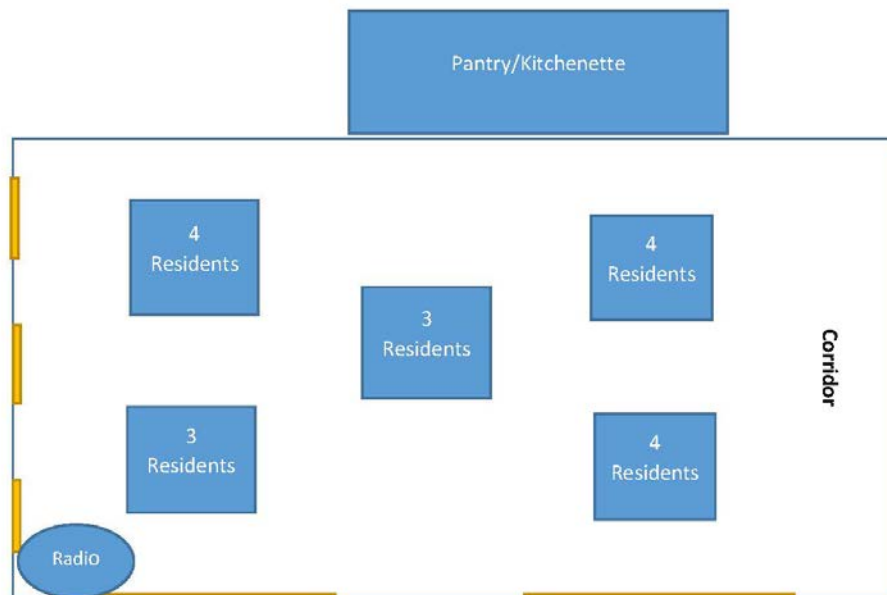 Pantry/Kitchenette
4
Residents
4
Residents
3
Residents
Corridor
3
Residents
4
Residents
Radio